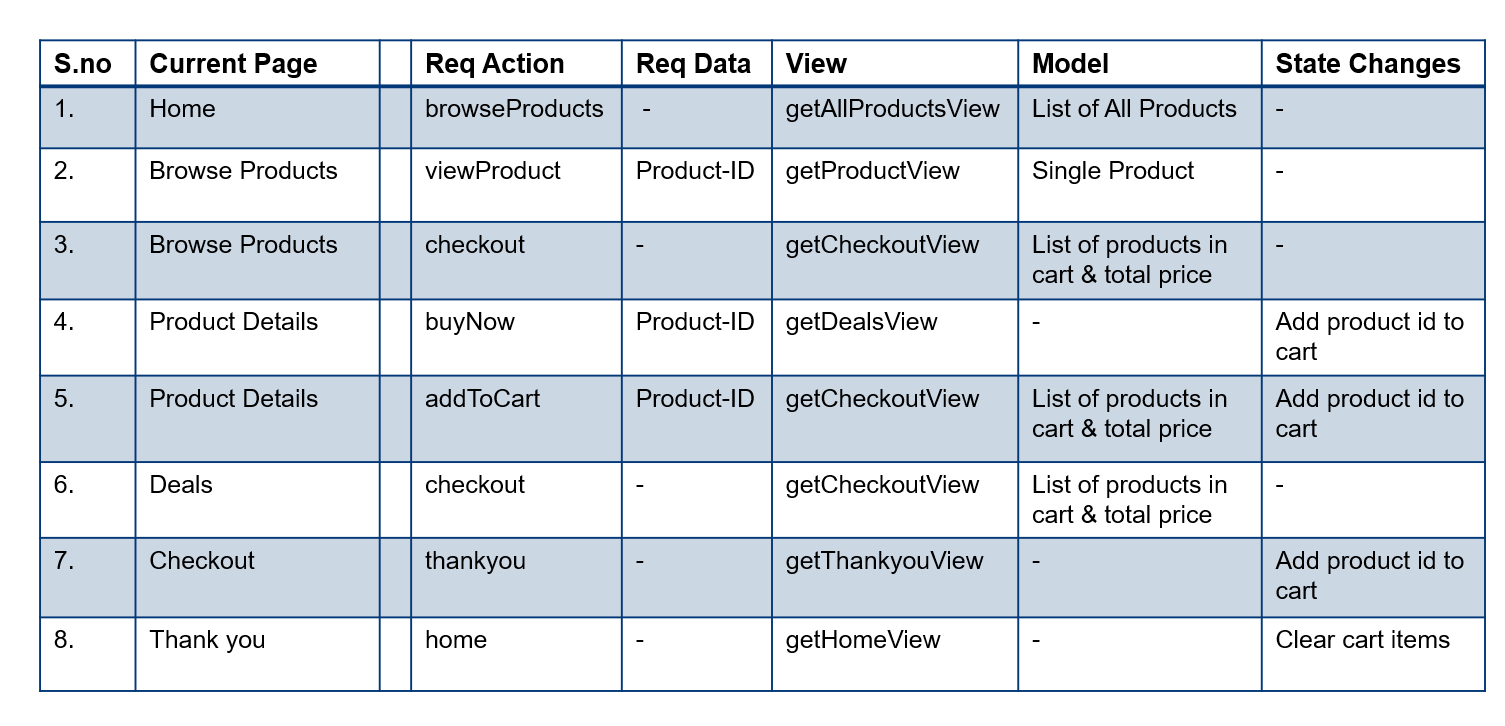 S.no Current Page Req Action Req Data View Model State Changes
1. Home browseProducts - getAllProductsView List of All Products -
2. Browse Products viewProduct Product-ID getProductView Single Product -
3. Browse Products checkout - getCheckoutView List of products in -
cart & total price
4. Product Details buyNow Product-ID getDealsView - Add product id to
cart
5. Product Details addToCart Product-ID getCheckoutView List of products in Add product id to
cart & total price cart
6. Deals checkout - getCheckoutView List of products in -
cart & total price
7. Checkout thankyou - getThankyouView - Add product id to
cart
8. Thank you home - getHomeView - Clear cart items